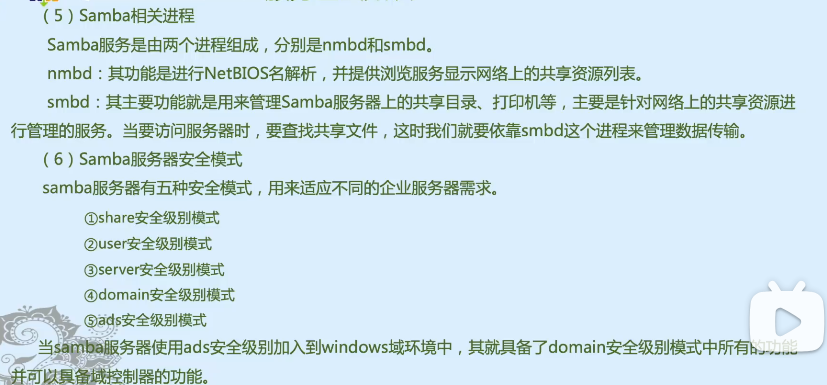 （5）Samba相关进程
Samba服务是由两个进程组成，分别是nmbd和smbd。
nmbd：其功能是进行NetBIOS名解析，并提供浏览服务显示网络上的共享资源列表。
smbd：其主要功能就是用来管理Samba服务器上的共享目录、打印机等，主要是针对网络上的共享资源进
行管理的服务。当要访问服务器时，要查找共享文件，这时我们就要依靠smbd这个进程来管理数据传输。
（6）Samba服务器安全模式
samba服务器有五种安全模式，用来适应不同的企业服务器需求。
①share安全级别模式
②user安全级别模式
③server安全级别模式
④domain安全级别模式
⑤ads安全级别模式
当samba服务器使用ads安全级别加入到windows域环境中，其就具备了domain安全级别模式中所有的功能
并可以具备域控制器的功能。